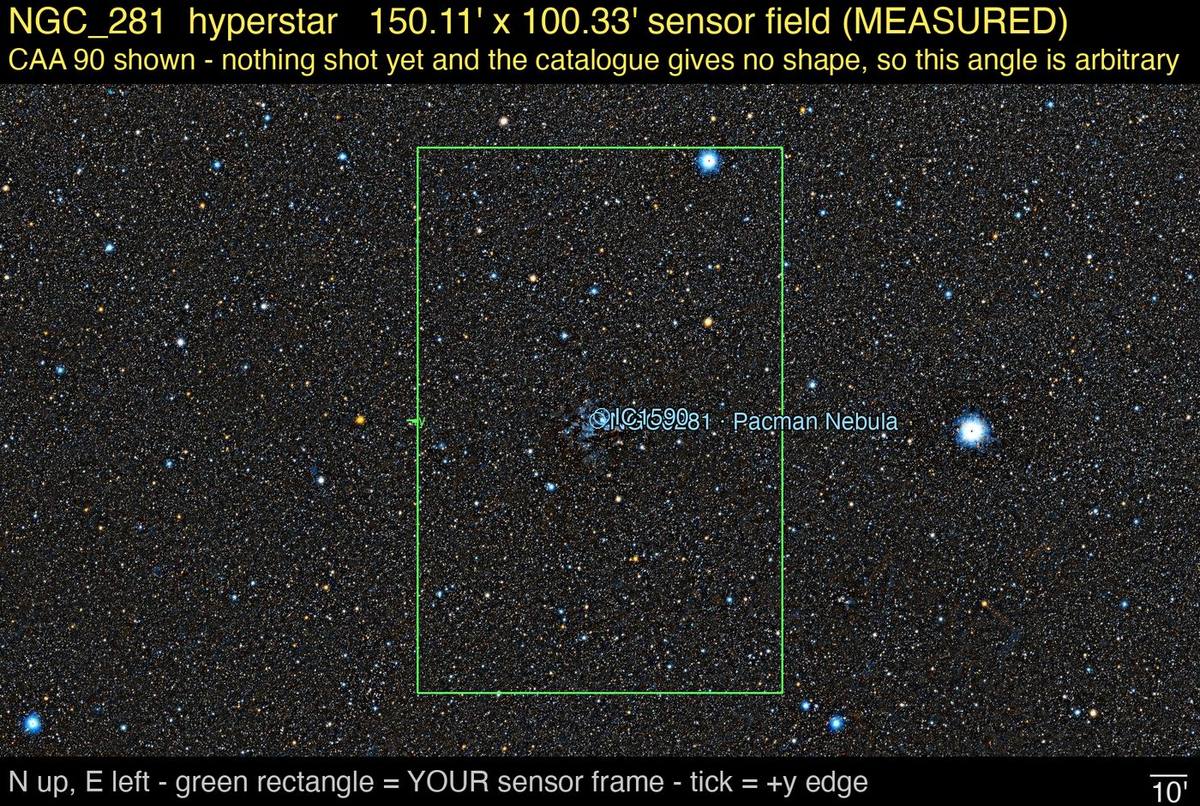 NGC_281 hyperstar 150.11' x 100.33' sensor field (MEASURED)
CAA 90 shown - nothing shot yet and the catalogue gives no shape, so this angle is arbitrary
IC1590
281 · Pacman Nebula
N up, E left - green rectangle = YOUR sensor frame - tick = +y edge
10'